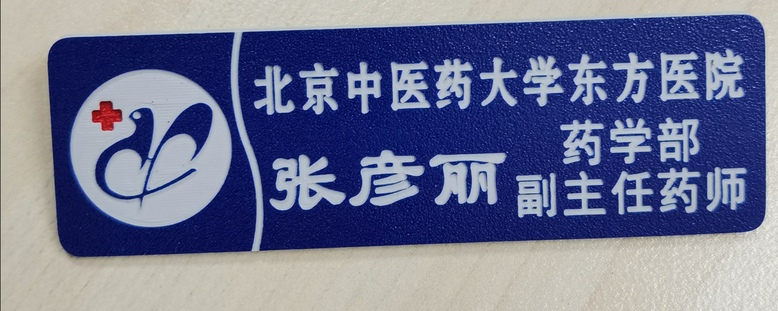 北京中医药大学东方医院
张彦丽
药学部
副主任药师